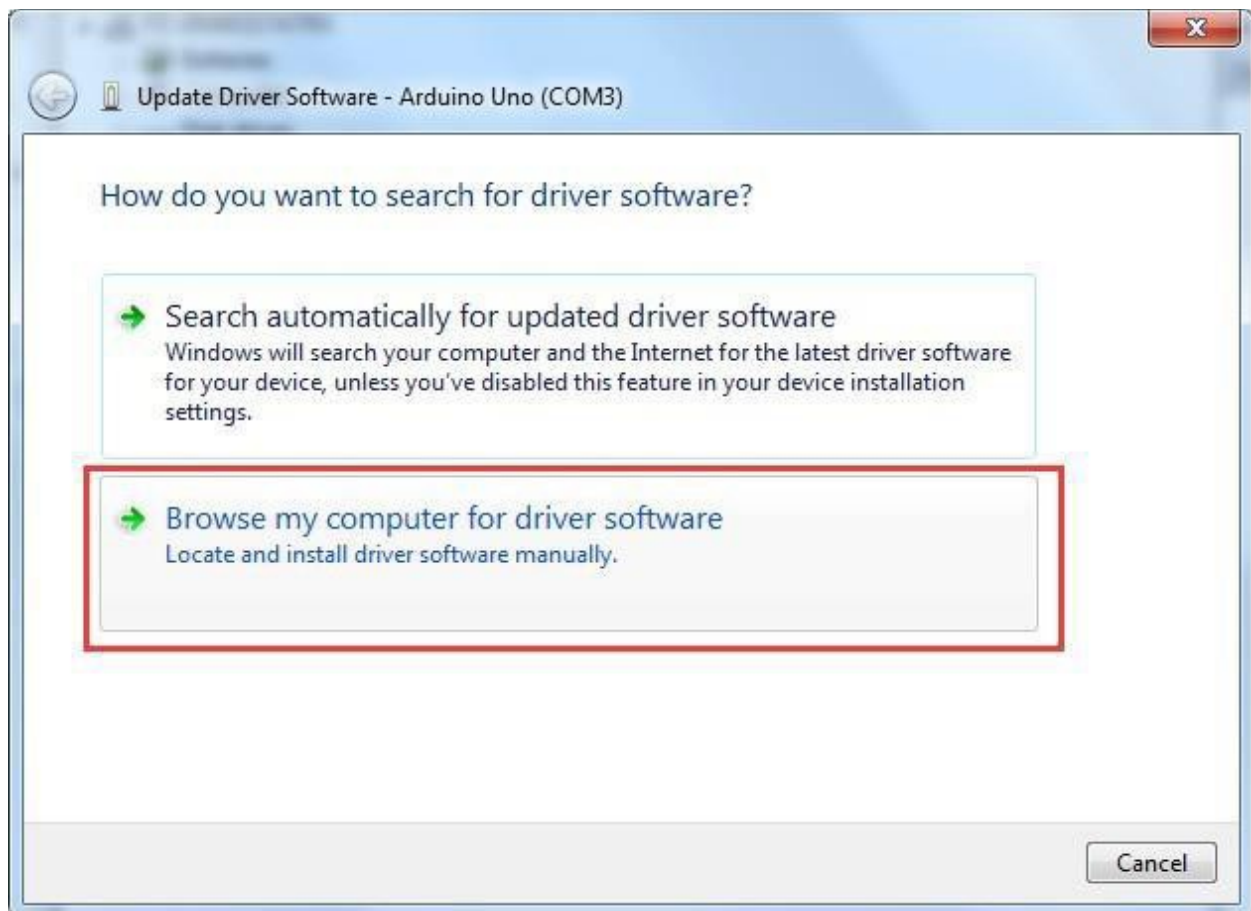 Update Driver Software - Arduino Uno (COM3)
How do you want to search for driver software?
Search automatically for updated driver software
Windows will search your computer and the Internet for the latest driver software
for your device, unless you've disabled this feature in your device installation
settings.
Browse my computer for driver software
Locate and install driver software manually.
Cancel